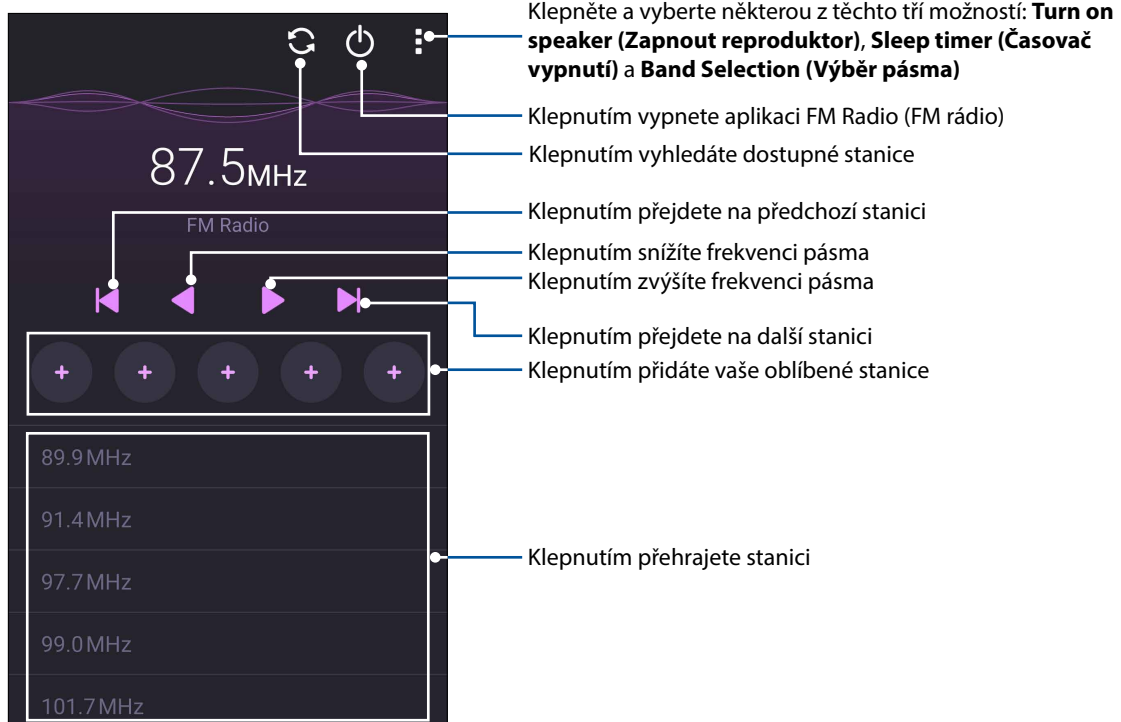 Klepněte a vyberte některou z těchto tří možností: Turn on
speaker (Zapnout reproduktor), Sleep timer (Časovač
vypnutí) a Band Selection (Výběr pásma)
Klepnutím vypnete aplikaci FM Radio (FM rádio)
Klepnutím vyhledáte dostupné stanice
87.5MHz
FM Radio
Klepnutím přejdete na předchozí stanici
Klepnutím snížíte frekvenci pásma
Klepnutím zvýšíte frekvenci pásma
Klepnutím přejdete na další stanici
Klepnutím přidáte vaše oblíbené stanice
+ + + + +
89.9MHz
91.4MHz
97.7MHz
Klepnutím přehrajete stanici
99.0MHz
101.7MHz